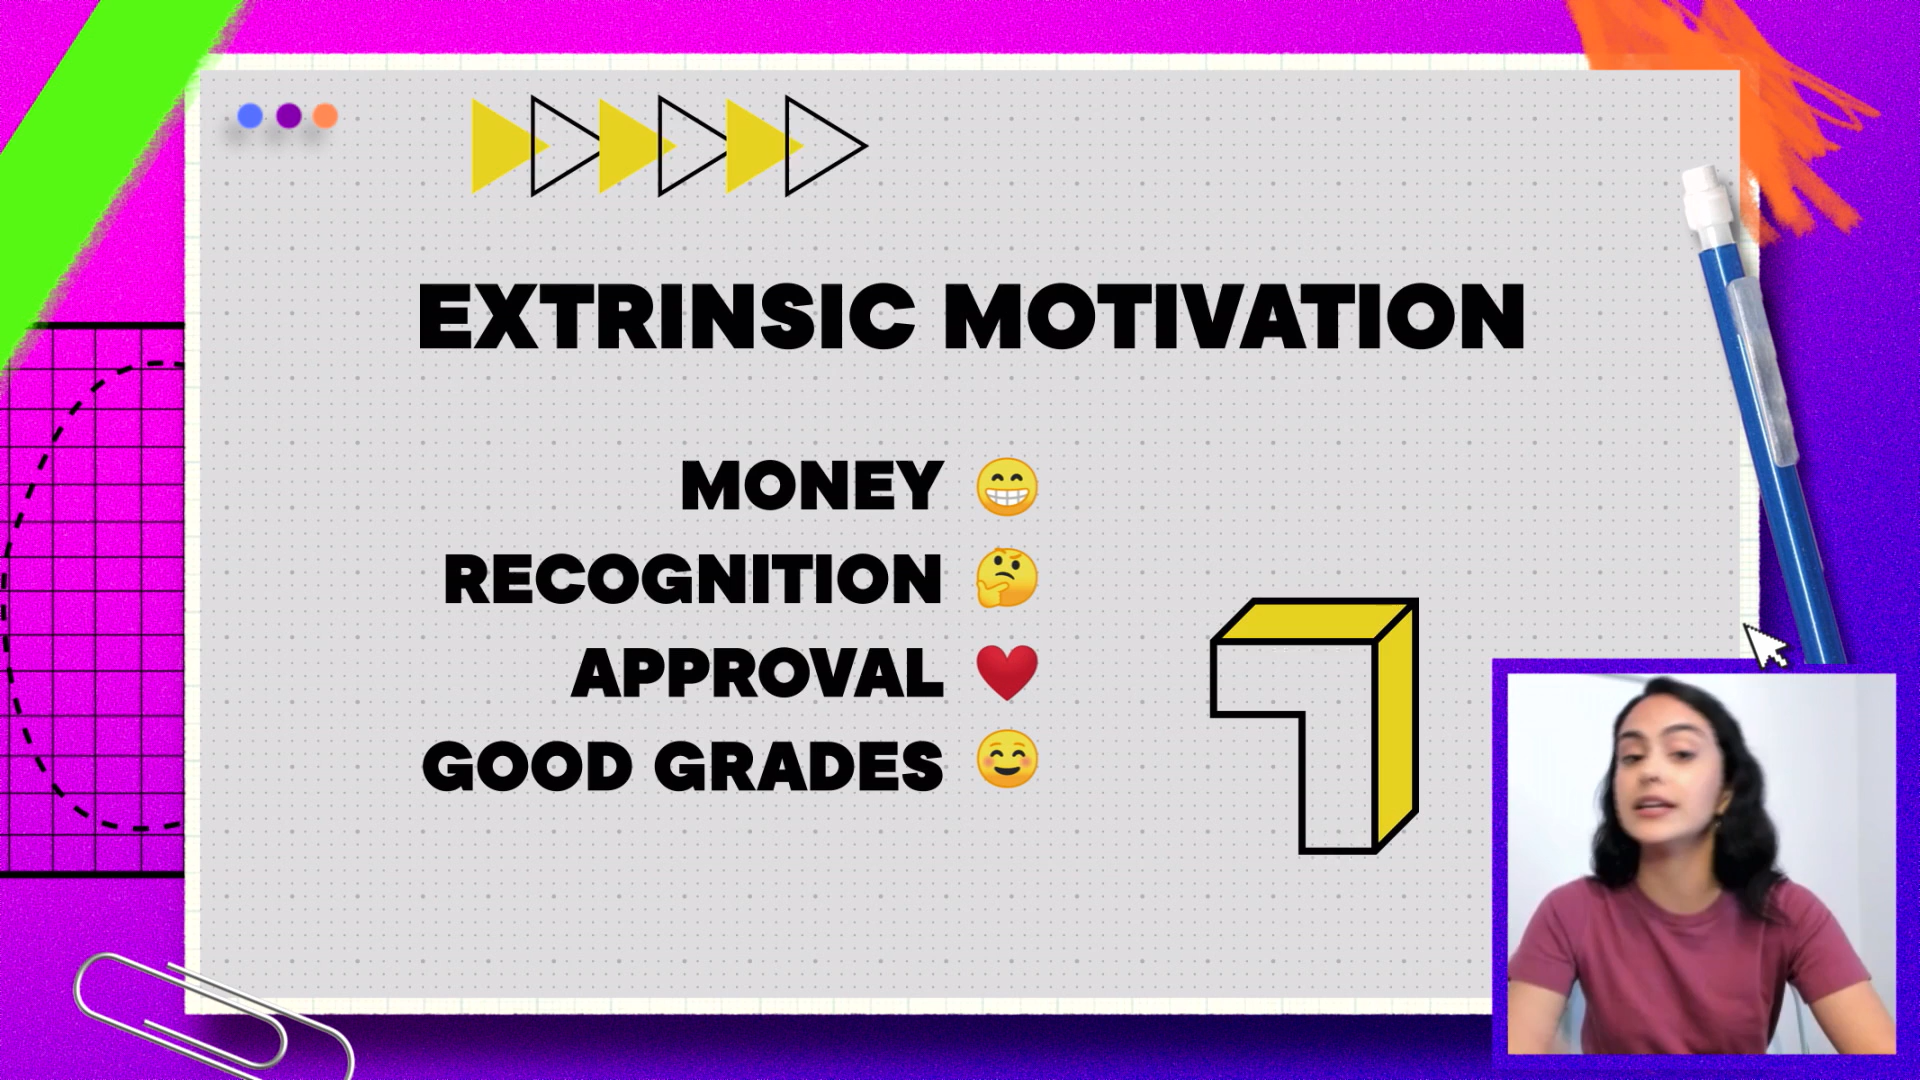 EXTRINSIC MOTIVATION
MONEY 😁
RECOGNITION 🤔
APPROVAL ❤️
GOOD GRADES ☺️